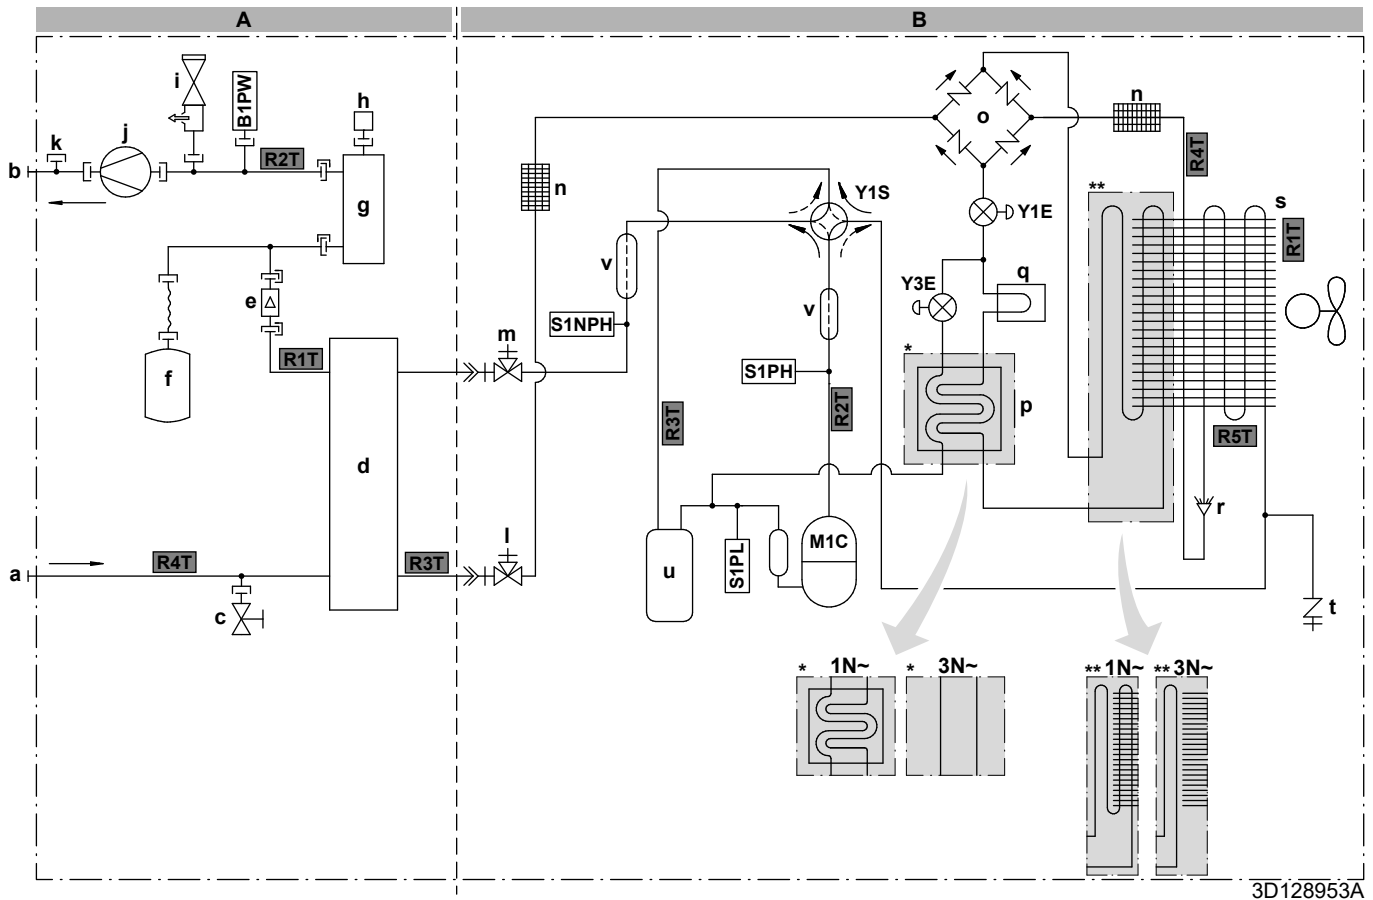 A
B
i
B1PW
h
n
k
j
o
R4T
b
R2T
n
**
g
Y1S
Y1E
s
R1T
v
q
e
Y3E
v
S1NPH
m
*
R1T
S1PH
f
p
R3T
R2T
R5T
d
r
l
M1C
a
R4T
R3T
u
S1PL
c
t
* 1N~
* 3N~
** 1N~
** 3N~
3D128953A